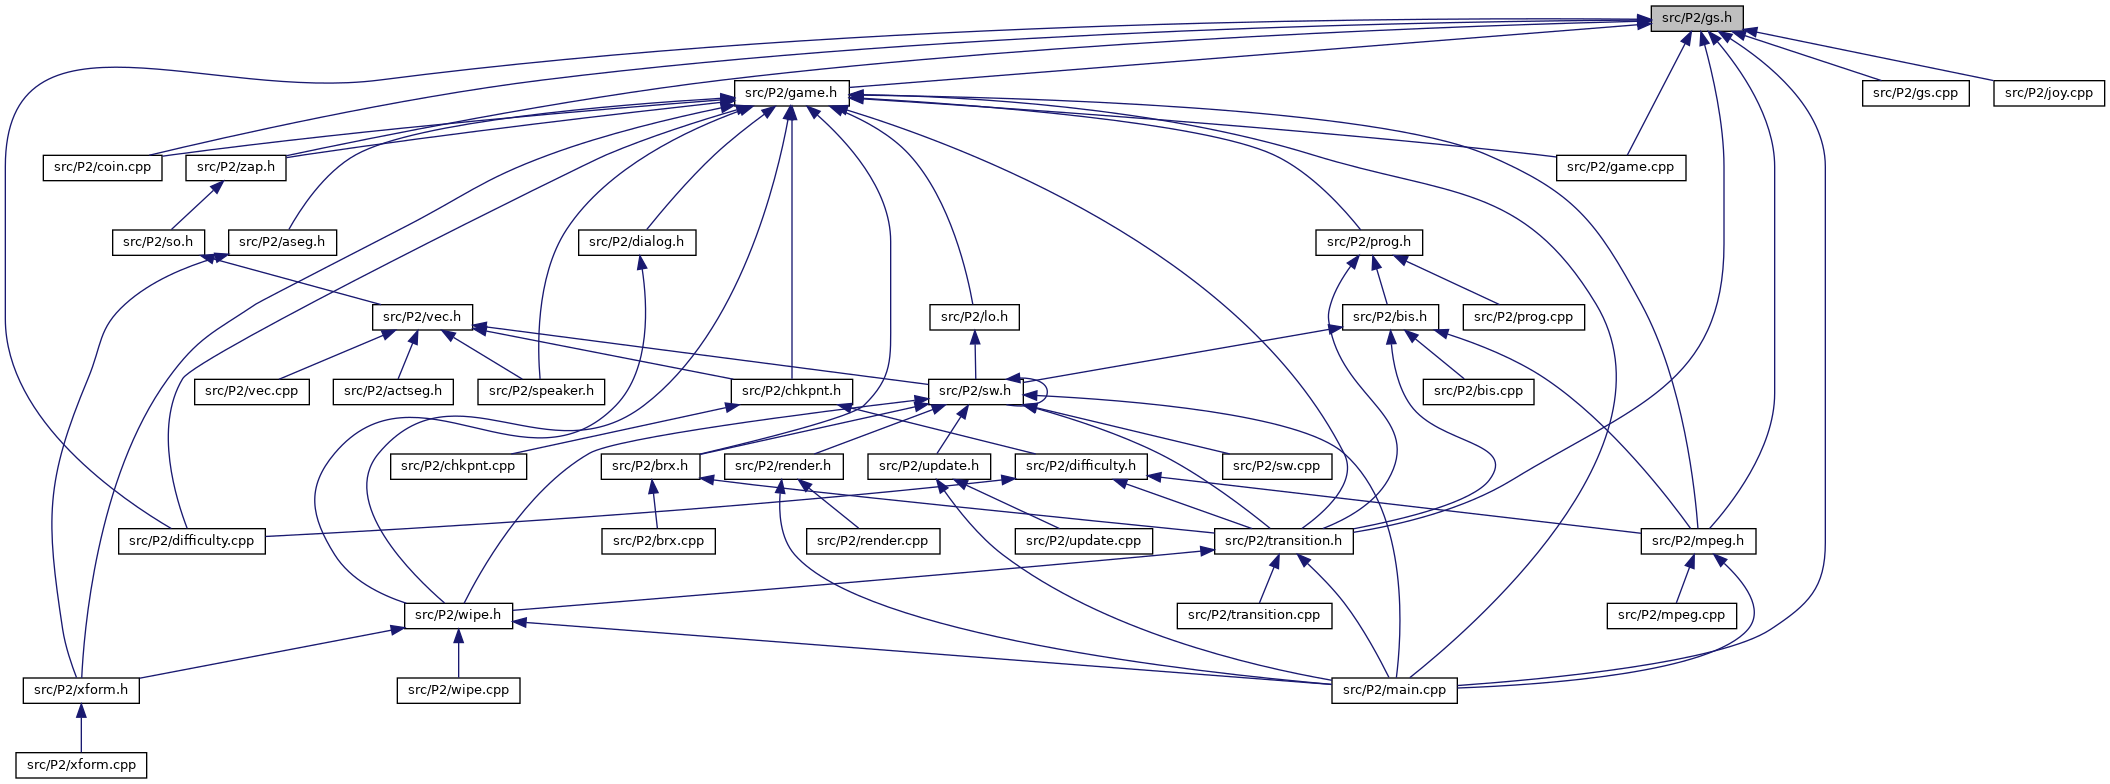 src/P2/gs.h
src/P2/game.h
src/P2/gs.cpp
src/P2/joy.cpp
src/P2/coin.cpp
src/P2/zap.h
src/P2/game.cpp
src/P2/so.h
src/P2/aseg.h
src/P2/dialog.h
src/P2/prog.h
src/P2/vec.h
src/P2/lo.h
src/P2/bis.h
src/P2/prog.cpp
src/P2/vec.cpp
src/P2/actseg.h
src/P2/speaker.h
src/P2/chkpnt.h
src/P2/sw.h
src/P2/bis.cpp
src/P2/chkpnt.cpp
src/P2/brx.h
src/P2/render.h
src/P2/update.h
src/P2/difficulty.h
src/P2/sw.cpp
src/P2/difficulty.cpp
src/P2/brx.cpp
src/P2/render.cpp
src/P2/update.cpp
src/P2/transition.h
src/P2/mpeg.h
src/P2/wipe.h
src/P2/transition.cpp
src/P2/mpeg.cpp
src/P2/xform.h
src/P2/wipe.cpp
src/P2/main.cpp
src/P2/xform.cpp